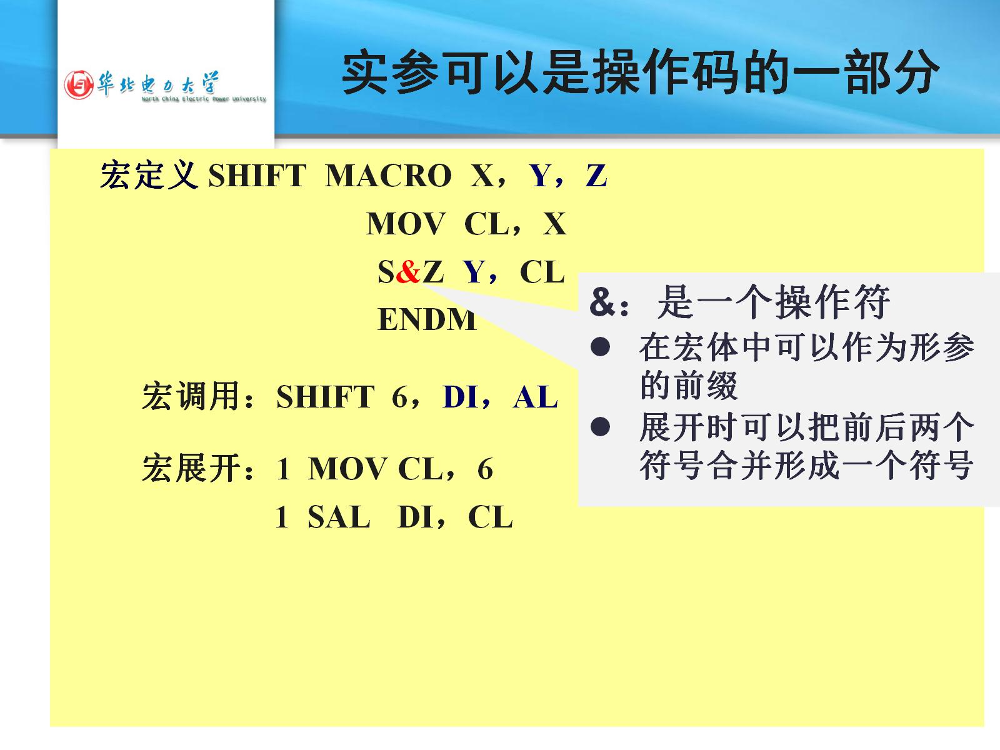 华北电力大学
North China Electric Power University
实参可以是操作码的一部分
宏定义 SHIFT MACRO X，Y，Z
MOV CL，X
S&Z Y，CL
ENDM
宏调用：SHIFT 6，DI，AL
宏展开：1 MOV CL，6
1 SAL DI，CL
&：是一个操作符
● 在宏体中可以作为形参
的前缀
● 展开时可以把前后两个
符号合并形成一个符号